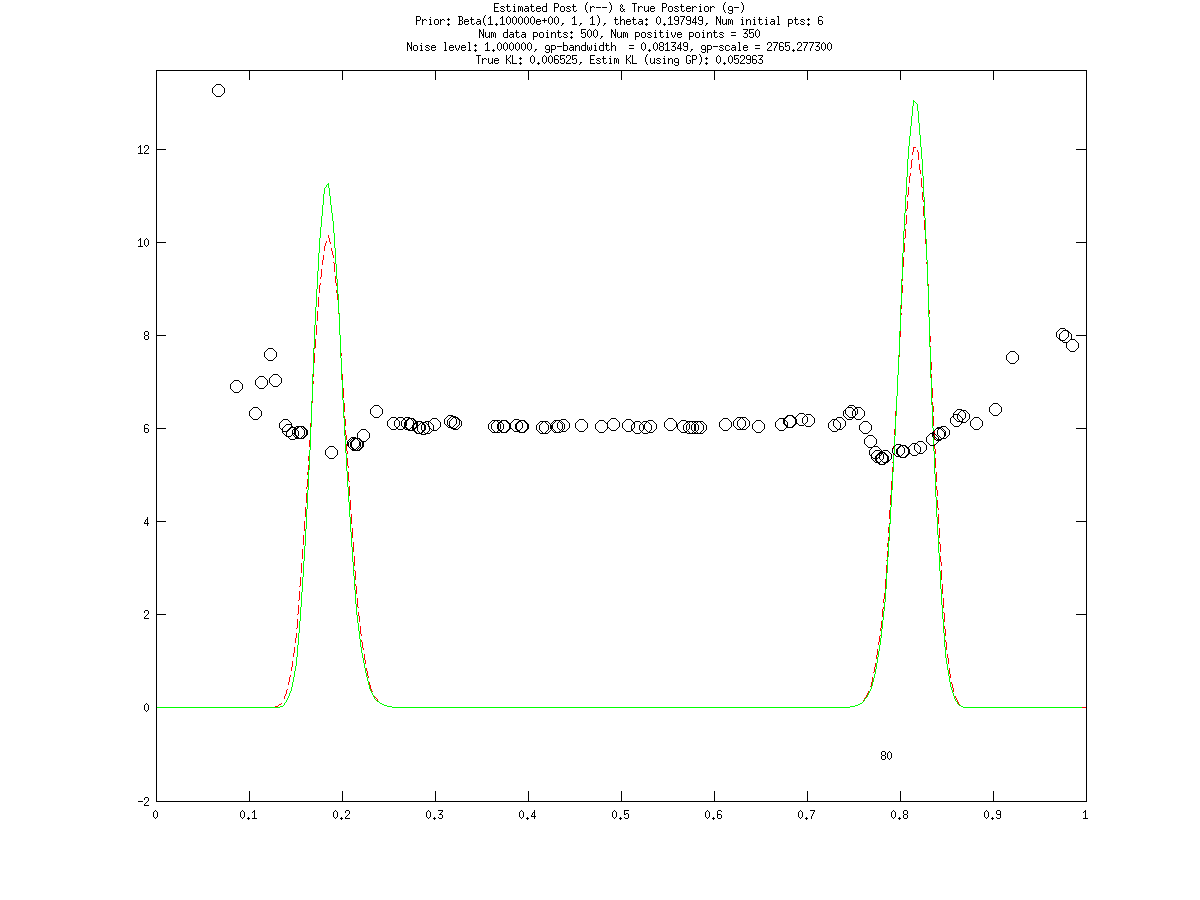 Estimated Post (r--) & True Posterior (g-)
Prior: Beta(1.100000e+00, 1, 1), theta: 0.197949, Num initial pts: 6
Num data points: 500, Num positive points = 350
Noise level: 1.000000, gp-bandwidth  = 0.081349, gp-scale = 2765.277300
True KL: 0.006525, Estim KL (using GP): 0.052963
12
10
8
6
4
2
0
80
-2
0 0.1 0.2 0.3 0.4 0.5 0.6 0.7 0.8 0.9 1